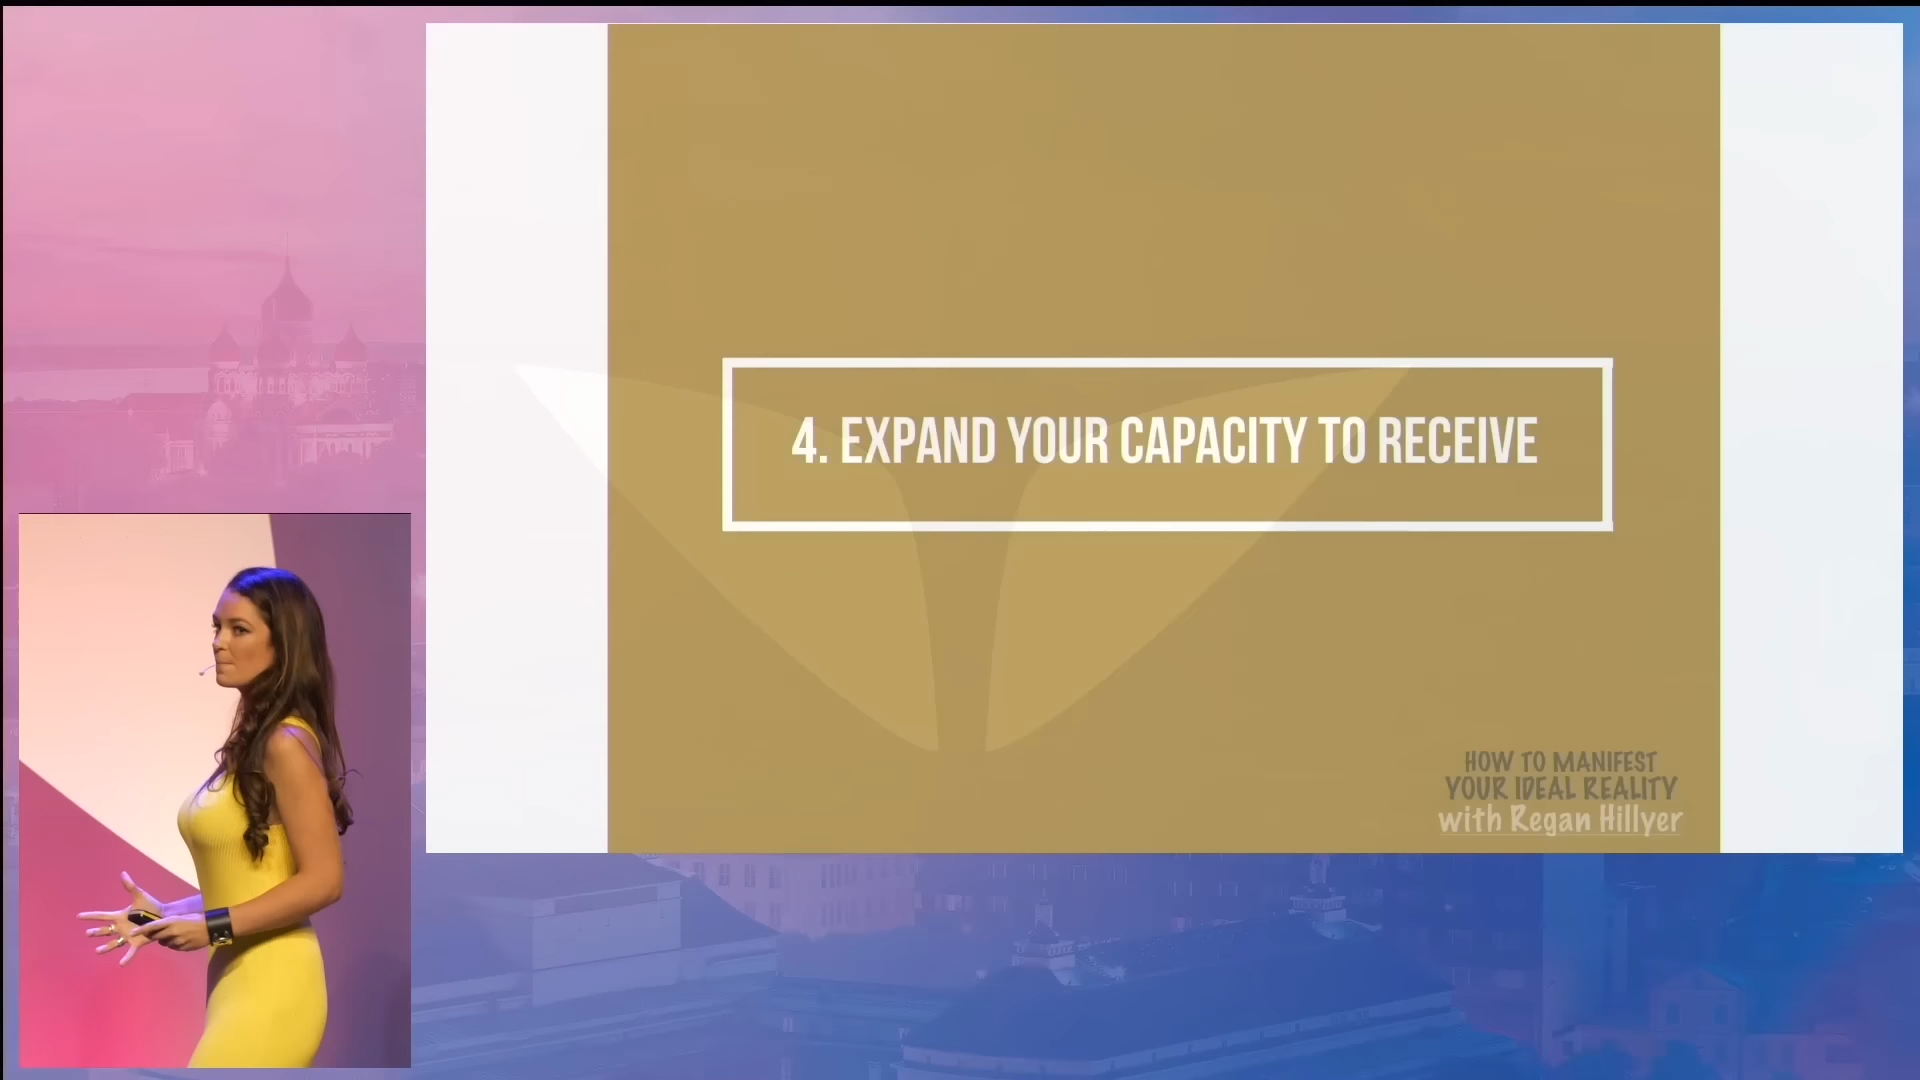 4. EXPAND YOUR CAPACITY TO RECEIVE
HOW TO MANIFEST
YOUR IDEAL REALITY
with Regan Hillyer